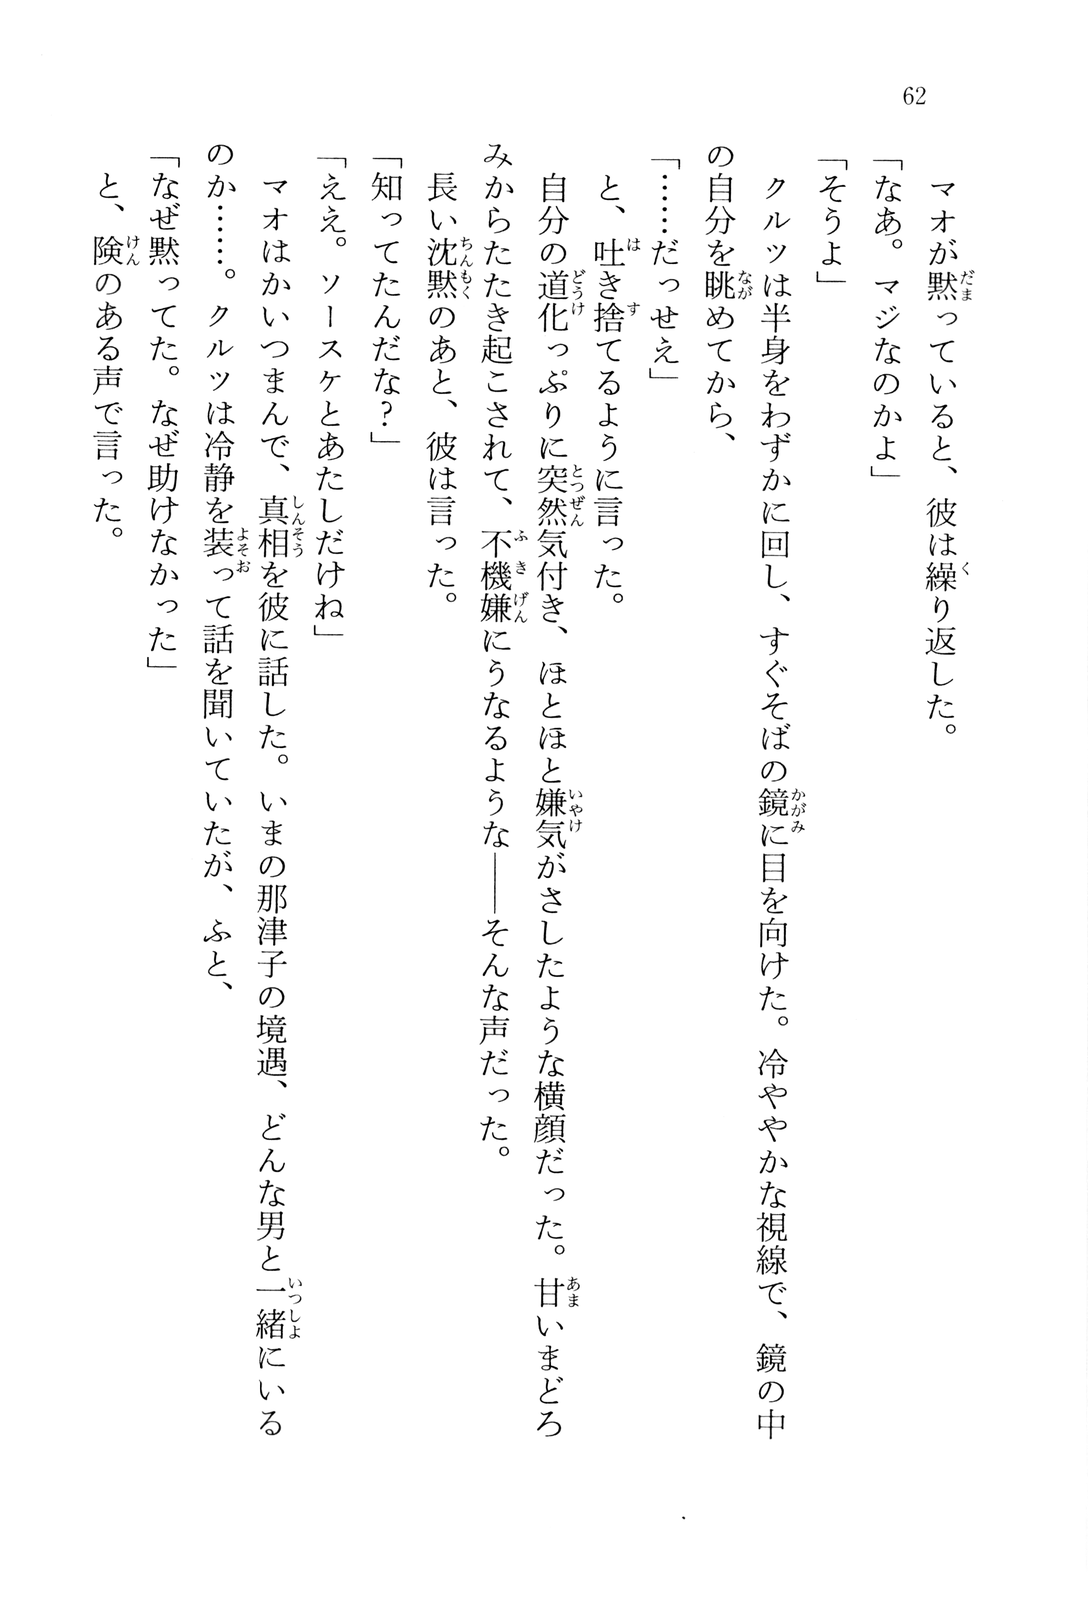 62
マオが黙っていると、彼は繰り返した。
「なあ。マジなのかよ」
「そうよ」
クルツは半身をわずかに回し、すぐそばの鏡に目を向けた。冷ややかな視線で、鏡の中
の自分を眺めてから、
「……だっせえ」
と、吐き捨てるように言った。
自分の道化っぷりに突然気付き、ほとほと嫌気がさしたような横顔だった。甘いまどろ
みからたたき起こされて、不機嫌にうなるような――そんな声だった。
長い沈黙のあと、彼は言った。
「知ってたんだな?」
「ええ。ソースケとあたしだけね」
マオはかいつまんで、真相を彼に話した。いまの那津子の境遇、どんな男と一緒にいる
のか……。クルツは冷静を装って話を聞いていたが、ふと、
「なぜ黙ってた。なぜ助けなかった」
と、険のある声で言った。